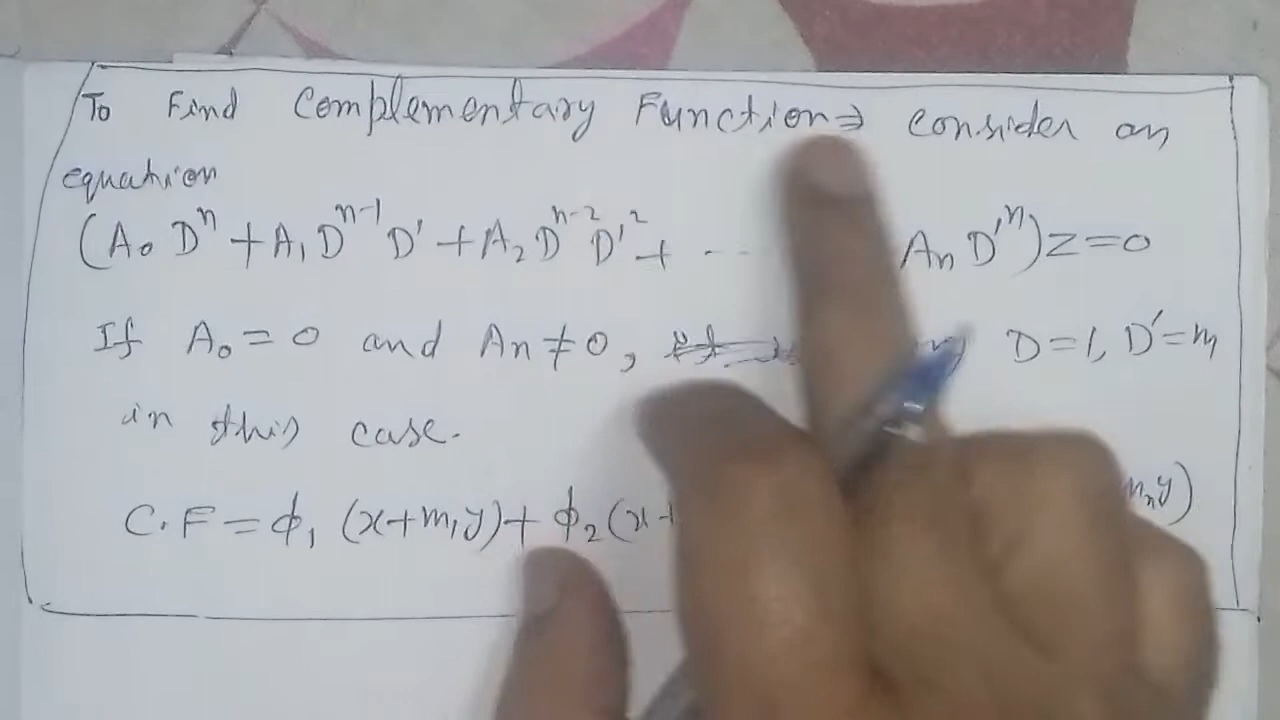 To Find Complementary Function⇒ consider an
equation
(A₀ Dⁿ + A₁ Dⁿ⁻¹ D′ + A₂ Dⁿ⁻² D′² + ... Aₙ D′ⁿ) z = 0
If A₀ = 0 and Aₙ ≠ 0, D = 1, D′ = m
in this case.
C.F = ϕ₁ (x+m₁y) + ϕ₂ (x+ mₙy)